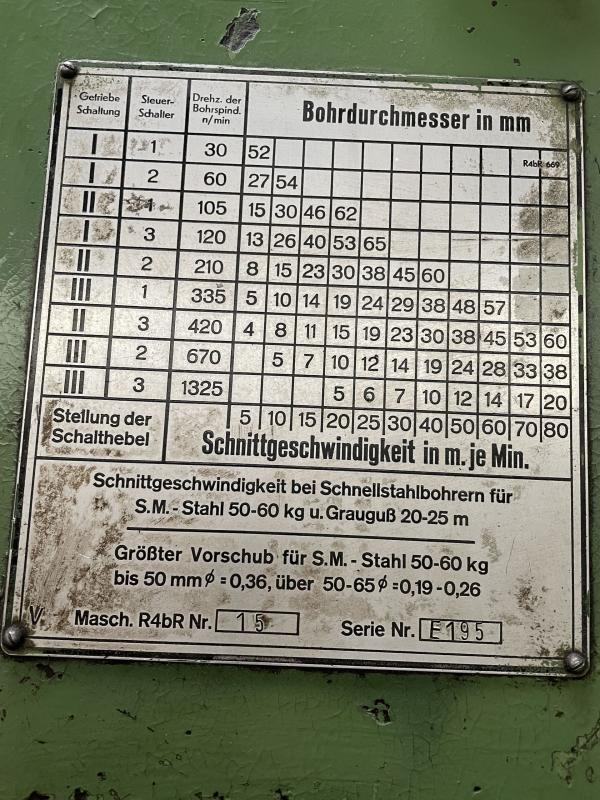 Getriebe Schaltung Steuer-Schalter Drehz. der Bohrspind. n/min Bohrdurchmesser in mm
R4bR 669
I 1 30 52
I 2 60 27 54
II 1 105 15 30 46 62
I 3 120 13 26 40 53 65
II 2 210 8 15 23 30 38 45 60
III 1 335 5 10 14 19 24 29 38 48 57
II 3 420 4 8 11 15 19 23 30 38 45 53 60
III 2 670 5 7 10 12 14 19 24 28 33 38
III 3 1325 5 6 7 10 12 14 17 20
Stellung der Schalthebel 5 10 15 20 25 30 40 50 60 70 80
Schnittgeschwindigkeit in m. je Min.
Schnittgeschwindigkeit bei Schnellstahlbohrern für
S.M.-Stahl 50-60 kg u. Grauguß 20-25 m
Größter Vorschub für S.M.-Stahl 50-60 kg
bis 50 mm ⌀ = 0,36, über 50-65 ⌀ = 0,19-0,26
V Masch. R4bR Nr. 15 Serie Nr. E195